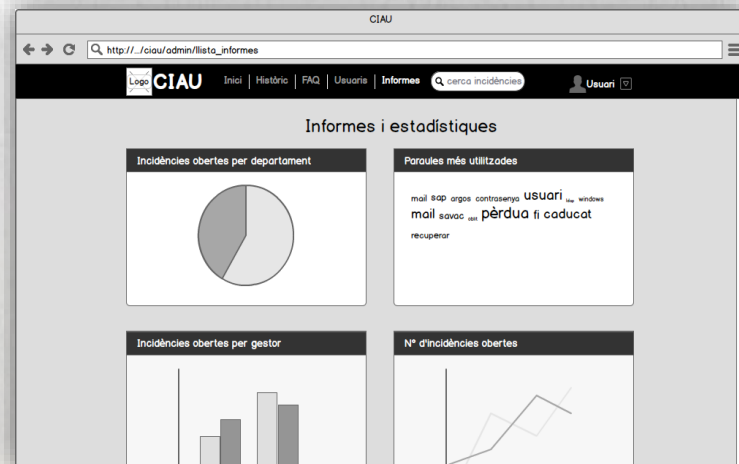 CIAU
http://../ciau/admin/llista_informes
Logo CIAU Inici Històric FAQ Usuaris Informes cerca incidències Usuari
Informes i estadístiques
Incidències obertes per departament
Paraules més utilitzades
mail sap argos contrasenya usuari windows
mail savac pèrdua fi caducat
recuperar
Incidències obertes per gestor
Nº d'incidències obertes